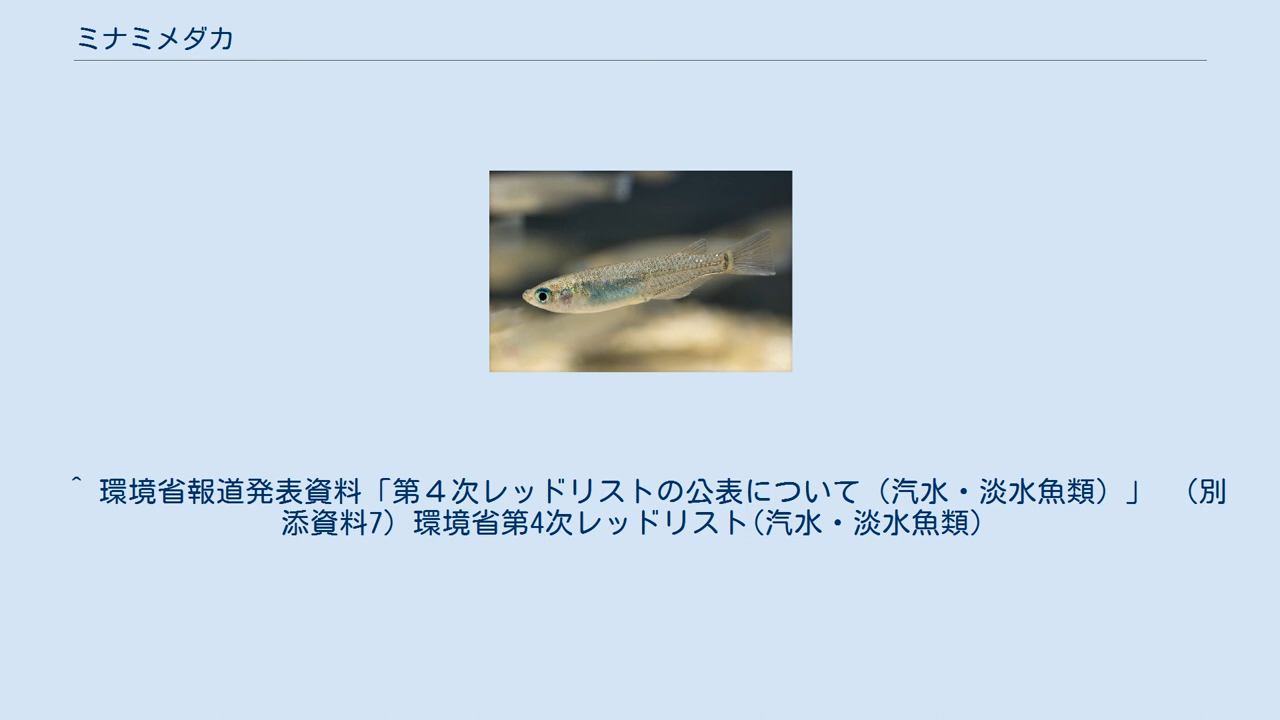 ミナミメダカ
^ 環境省報道発表資料「第４次レッドリストの公表について（汽水・淡水魚類）」　（別
添資料7）環境省第4次レッドリスト(汽水・淡水魚類)